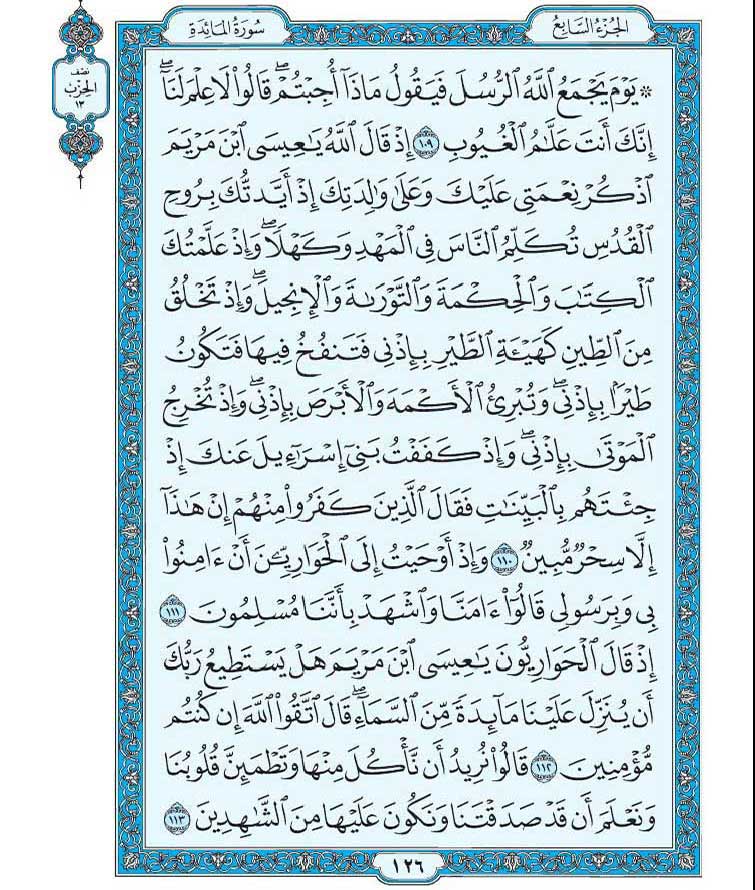 الجزء السابع
سورة المائدة
نصف
الحزب
١٣
۞ يَوْمَ يَجْمَعُ ٱللَّهُ ٱلرُّسُلَ فَيَقُولُ مَاذَآ أُجِبْتُمْۖ قَالُوا۟ لَا عِلْمَ لَنَآۖ
إِنَّكَ أَنتَ عَلَّـٰمُ ٱلْغُيُوبِ ١٠٩ إِذْ قَالَ ٱللَّهُ يَـٰعِيسَى ٱبْنَ مَرْيَمَ
ٱذْكُرْ نِعْمَتِى عَلَيْكَ وَعَلَىٰ وَٰلِدَتِكَ إِذْ أَيَّدتُّكَ بِرُوحِ
ٱلْقُدُسِ تُكَلِّمُ ٱلنَّاسَ فِى ٱلْمَهْدِ وَكَهْلًاۖ وَإِذْ عَلَّمْتُكَ
ٱلْكِتَـٰبَ وَٱلْحِكْمَةَ وَٱلتَّوْرَىٰةَ وَٱلْإِنجِيلَۖ وَإِذْ تَخْلُقُ
مِنَ ٱلطِّينِ كَهَيْـَٔةِ ٱلطَّيْرِ بِإِذْنِى فَتَنفُخُ فِيهَا فَتَكُونُ
طَيْرًۢا بِإِذْنِىۖ وَتُبْرِئُ ٱلْأَكْمَهَ وَٱلْأَبْرَصَ بِإِذْنِىۖ وَإِذْ تُخْرِجُ
ٱلْمَوْتَىٰ بِإِذْنِىۖ وَإِذْ كَفَفْتُ بَنِىٓ إِسْرَٰٓءِيلَ عَنكَ إِذْ
جِئْتَهُم بِٱلْبَيِّنَـٰتِ فَقَالَ ٱلَّذِينَ كَفَرُوا۟ مِنْهُمْ إِنْ هَـٰذَآ
إِلَّا سِحْرٌ مُّبِينٌ ١١٠ وَإِذْ أَوْحَيْتُ إِلَى ٱلْحَوَارِيِّـۧنَ أَنْ ءَامِنُوا۟
بِى وَبِرَسُولِى قَالُوٓا۟ ءَامَنَّا وَٱشْهَدْ بِأَنَّنَا مُسْلِمُونَ ١١١
إِذْ قَالَ ٱلْحَوَارِيُّونَ يَـٰعِيسَى ٱبْنَ مَرْيَمَ هَلْ يَسْتَطِيعُ رَبُّكَ
أَن يُنَزِّلَ عَلَيْنَا مَآئِدَةً مِّنَ ٱلسَّمَآءِۖ قَالَ ٱتَّقُوا۟ ٱللَّهَ إِن كُنتُم
مُّؤْمِنِينَ ١١٢ قَالُوا۟ نُرِيدُ أَن نَّأْكُلَ مِنْهَا وَتَطْمَئِنَّ قُلُوبُنَا
وَنَعْلَمَ أَن قَدْ صَدَقْتَنَا وَنَكُونَ عَلَيْهَا مِنَ ٱلشَّـٰهِدِينَ ١١٣
١٢٦